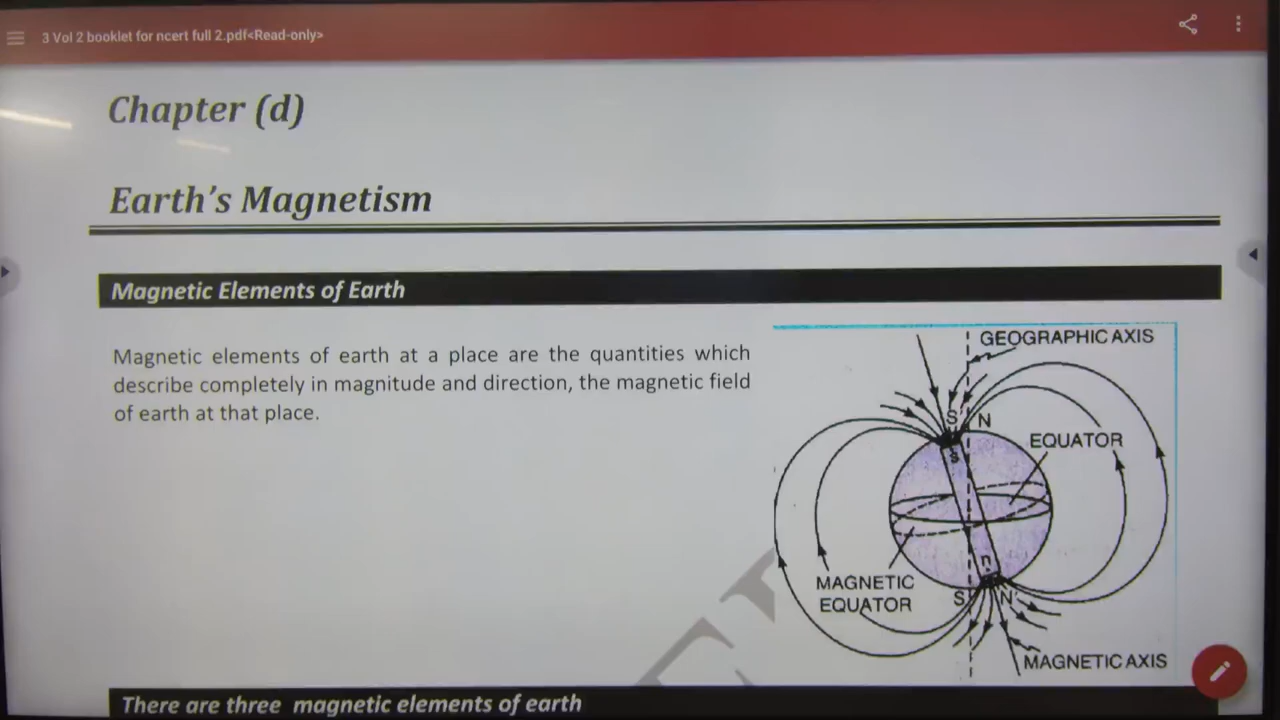 3 Vol 2 booklet for ncert full 2.pdf<Read-only>
Chapter (d)
Earth's Magnetism
Magnetic Elements of Earth
Magnetic elements of earth at a place are the quantities which
describe completely in magnitude and direction, the magnetic field
of earth at that place.
GEOGRAPHIC AXIS
S N
s
EQUATOR
n
MAGNETIC
EQUATOR
S N
MAGNETIC AXIS
There are three magnetic elements of earth